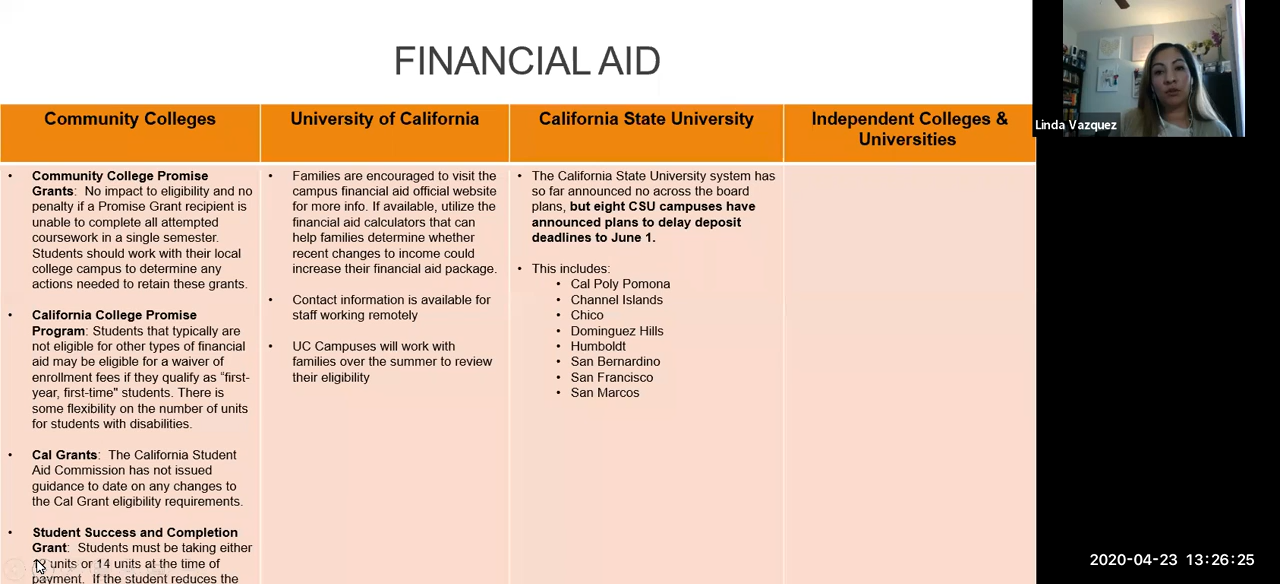 FINANCIAL AID
Community Colleges
University of California
California State University
Independent Colleges &
Universities
• Community College Promise
Grants: No impact to eligibility and no
penalty if a Promise Grant recipient is
unable to complete all attempted
coursework in a single semester.
Students should work with their local
college campus to determine any
actions needed to retain these grants.
• California College Promise
Program: Students that typically are
not eligible for other types of financial
aid may be eligible for a waiver of
enrollment fees if they qualify as “first-
year, first-time" students. There is
some flexibility on the number of units
for students with disabilities.
• Cal Grants: The California Student
Aid Commission has not issued
guidance to date on any changes to
the Cal Grant eligibility requirements.
• Student Success and Completion
Grant: Students must be taking either
units or 14 units at the time of
payment. If the student reduces the
• Families are encouraged to visit the
campus financial aid official website
for more info. If available, utilize the
financial aid calculators that can
help families determine whether
recent changes to income could
increase their financial aid package.
• Contact information is available for
staff working remotely
• UC Campuses will work with
families over the summer to review
their eligibility
• The California State University system has
so far announced no across the board
plans, but eight CSU campuses have
announced plans to delay deposit
deadlines to June 1.
• This includes:
• Cal Poly Pomona
• Channel Islands
• Chico
• Dominguez Hills
• Humboldt
• San Bernardino
• San Francisco
• San Marcos
Linda Vazquez
2020-04-23 13:26:25